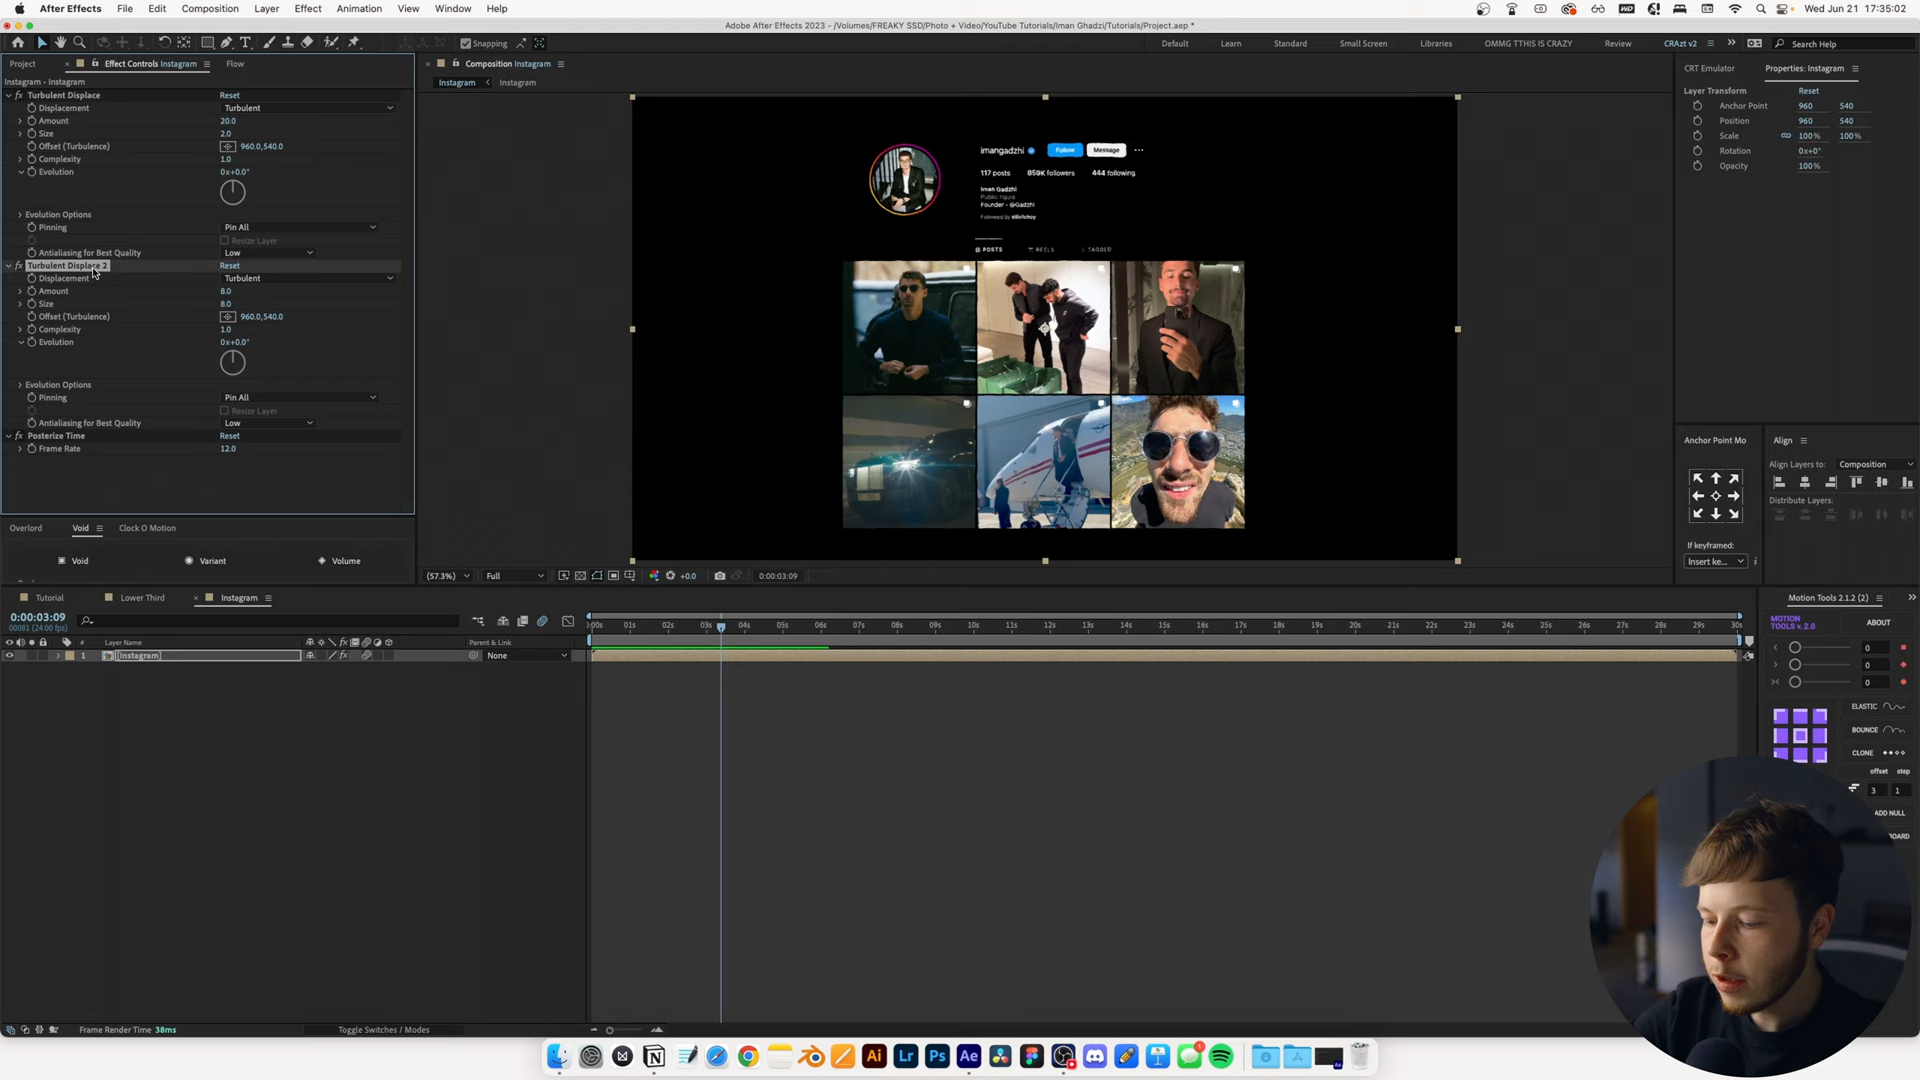 After Effects File Edit Composition Layer Effect Animation View Window Help Wed Jun 21 17:35:02
Adobe After Effects 2023 - /Volumes/FREAKY SSD/Photo + Video/YouTube Tutorials/Iman Ghadzi/Tutorials/Project.aep *
Snapping Default Learn Standard Small Screen Libraries OMMG TTHIS IS CRAZY Review CRAzt v2 Search Help
Project Effect Controls Instagram Flow
Instagram - Instagram
Turbulent Displace Reset
Displacement Turbulent
Amount 20.0
Size 2.0
Offset (Turbulence) 960.0,540.0
Complexity 1.0
Evolution 0x+0.0°
Evolution Options
Pinning Pin All
Resize Layer
Antialiasing for Best Quality Low
Turbulent Displace 2 Reset
Displacement Turbulent
Amount 8.0
Size 8.0
Offset (Turbulence) 960.0,540.0
Complexity 1.0
Evolution 0x+0.0°
Evolution Options
Pinning Pin All
Resize Layer
Antialiasing for Best Quality Low
Posterize Time Reset
Frame Rate 12.0
Overlord Void Clock O Motion
Void Variant Volume
Composition Instagram
Instagram Instagram
imangadzhi Follow Message
117 posts 859K followers 444 following
Iman Gadzhi
Public figure
Founder - @Gadzhi
Followed by elliotchoy
POSTS REELS TAGGED
(57.3%) Full +0.0 0:00:03:09
CRT Emulator Properties: Instagram
Layer Transform Reset
Anchor Point 960 540
Position 960 540
Scale 100% 100%
Rotation 0x+0°
Opacity 100%
Anchor Point Mo Align
Align Layers to: Composition
Distribute Layers:
If keyframed:
Insert ke...
Tutorial Lower Third Instagram
0:00:03:09
00081 (24.00 fps)
# Layer Name Parent & Link
1 [Instagram] None
:00s 01s 02s 03s 04s 05s 06s 07s 08s 09s 10s 11s 12s 13s 14s 15s 16s 17s 18s 19s 20s 21s 22s 23s 24s 25s 26s 27s 28s 29s 30s
Motion Tools 2.1.2 (2)
MOTION
TOOLS v. 2.0 ABOUT
0
0
0
ELASTIC
BOUNCE
CLONE
offset step
3 1
ADD NULL
Frame Render Time 38ms Toggle Switches / Modes
Ai Lr Ps Ae 1